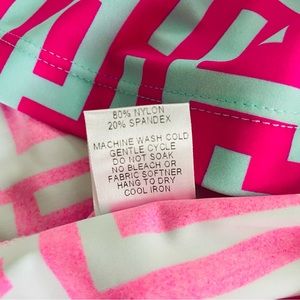 80% NYLON
20% SPANDEX
MACHINE WASH COLD
GENTLE CYCLE
DO NOT SOAK
NO BLEACH OR
FABRIC SOFTNER
HANG TO DRY
COOL IRON